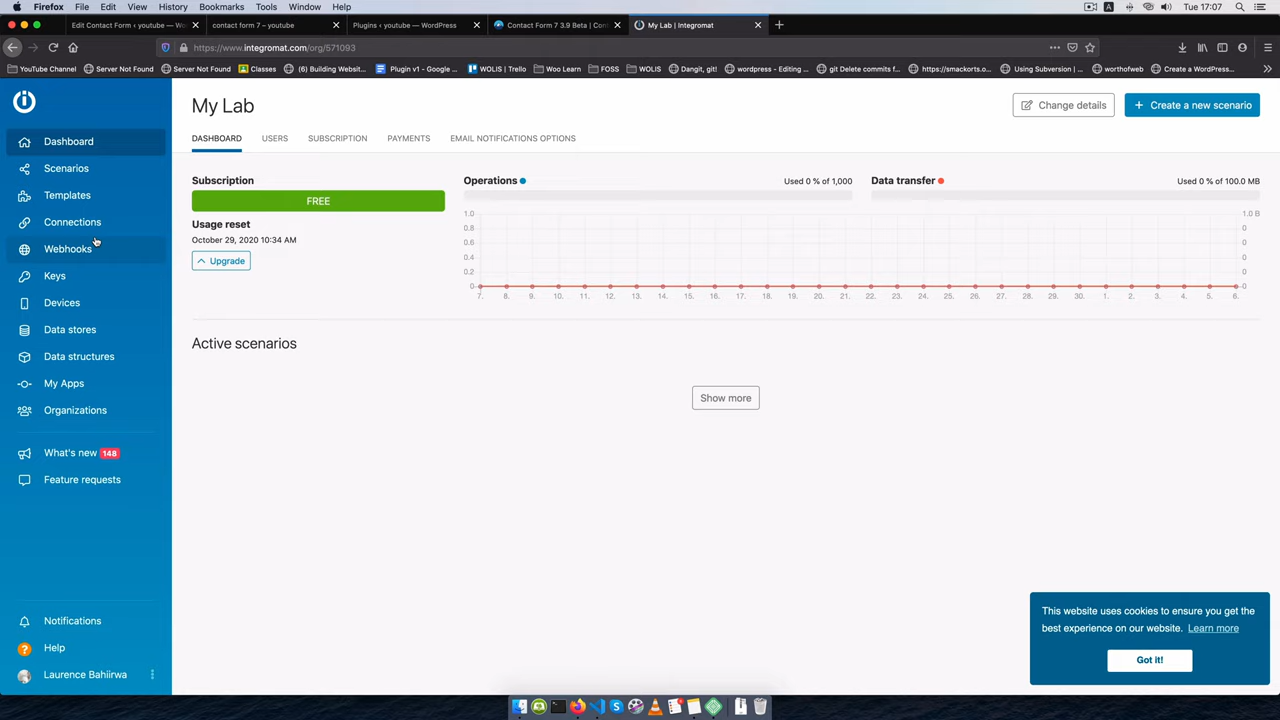 Firefox File Edit View History Bookmarks Tools Window Help
Tue 17:07
Edit Contact Form ‹ youtube — Wo
contact form 7 – youtube
Plugins ‹ youtube — WordPress
Contact Form 7 3.9 Beta | Con
My Lab | Integromat
https://www.integromat.com/org/571093
YouTube Channel
Server Not Found
Server Not Found
Classes
(6) Building Websit...
Plugin v1 - Google ...
WOLIS | Trello
Woo Learn
FOSS
WOLIS
Dangit, git!
wordpress - Editing ...
git Delete commits f...
https://smackorts.o...
Using Subversion | ...
worthofweb
Create a WordPress...
Dashboard
Scenarios
Templates
Connections
Webhooks
Keys
Devices
Data stores
Data structures
My Apps
Organizations
What's new 148
Feature requests
Notifications
Help
Laurence Bahiirwa
My Lab
Change details
+ Create a new scenario
DASHBOARD USERS SUBSCRIPTION PAYMENTS EMAIL NOTIFICATIONS OPTIONS
Subscription
FREE
Usage reset
October 29, 2020 10:34 AM
Upgrade
Operations
Used 0 % of 1,000
1.0
0.8
0.6
0.4
0.2
0
7. 8. 9. 10. 11. 12. 13. 14. 15. 16. 17. 18. 19. 20. 21. 22. 23. 24. 25. 26. 27. 28. 29. 30. 1. 2. 3. 4. 5. 6.
Data transfer
Used 0 % of 100.0 MB
1.0 B
0
0
0
0
0
Active scenarios
Show more
This website uses cookies to ensure you get the
best experience on our website. Learn more
Got it!